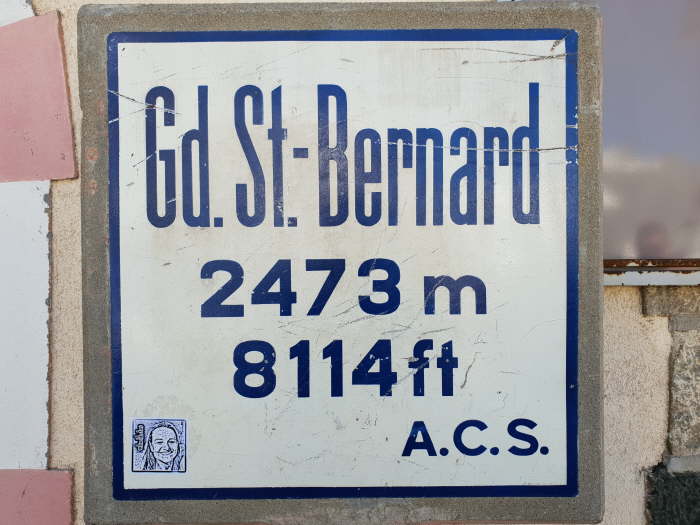 Gd. St.-Bernard
2473 m
8114 ft
A.C.S.